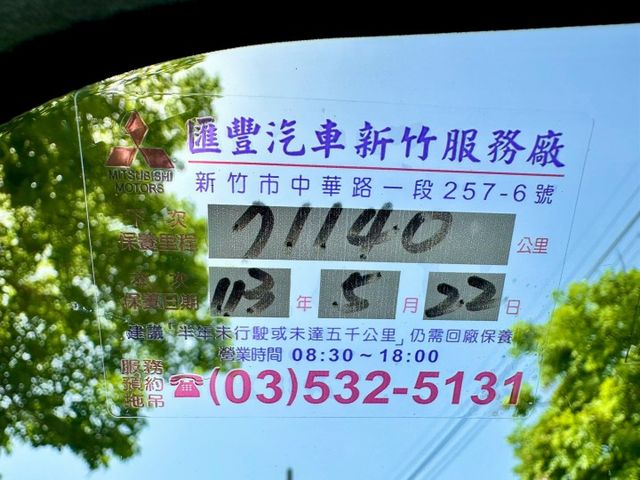 匯豐汽車新竹服務廠
MITSUBISHI
MOTORS
新竹市中華路一段257-6號
下次
保養里程 71140 公里
次
保養日期 113 年 5 月 22 日
建議「半年未行駛或未達五千公里」仍需回廠保養
營業時間 08:30~18:00
服務
預約 ☎(03)532-5131